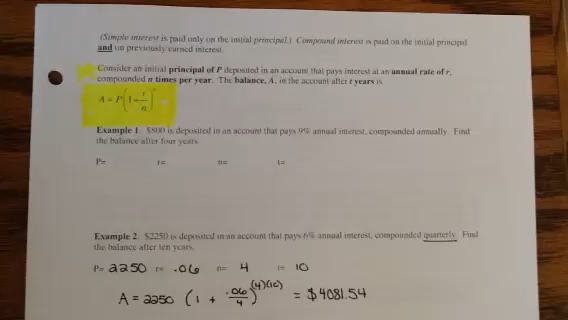 (Simple interest is paid only on the initial principal.) Compound interest is paid on the initial principal
and on previously earned interest.
Consider an initial principal of P deposited in an account that pays interest at an annual rate of r,
compounded n times per year. The balance, A, in the account after t years is
A = P(1+r/n)
Example 1. $800 is deposited in an account that pays 9% annual interest, compounded annually. Find
the balance after four years.
P= r= n= t=
Example 2. $2250 is deposited in an account that pays 6% annual interest, compounded quarterly. Find
the balance after ten years.
P= 2250 r= .06 n= 4 t= 10
A = 2250 (1 + .06/4)^(4)(10) = $4081.54